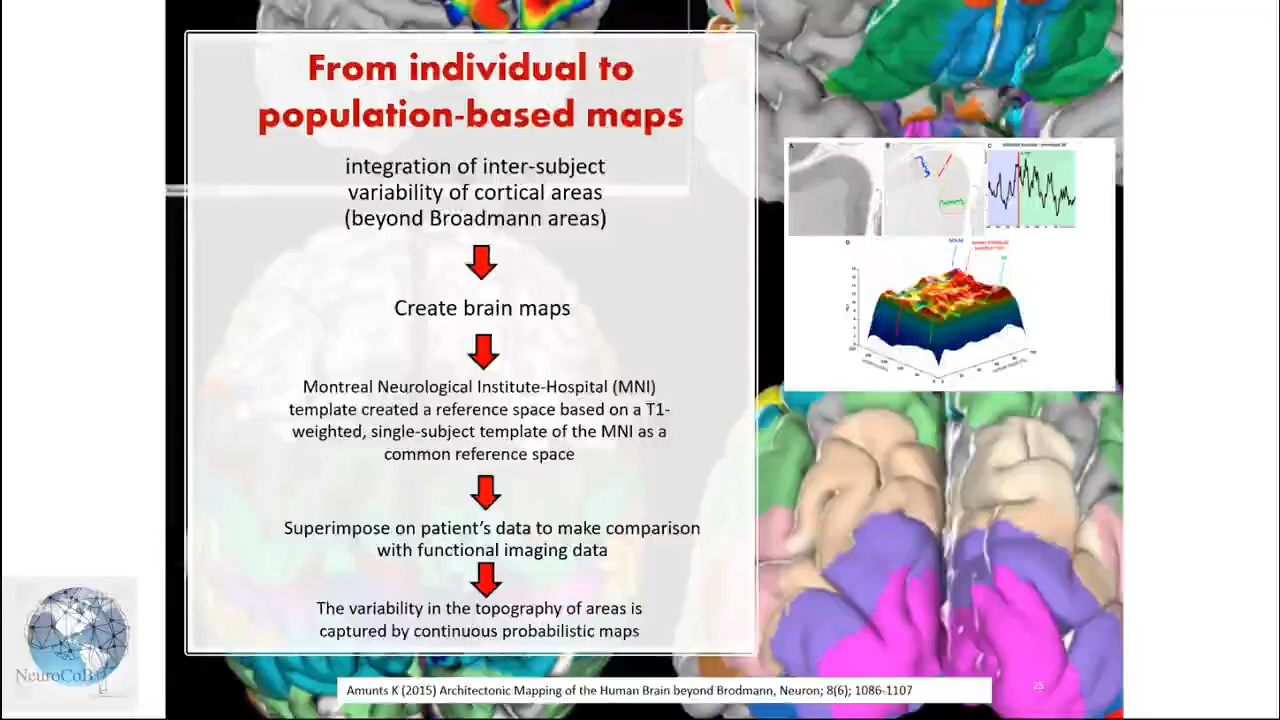 From individual to
population-based maps
integration of inter-subject
variability of cortical areas
(beyond Broadmann areas)
Create brain maps
Montreal Neurological Institute-Hospital (MNI)
template created a reference space based on a T1-
weighted, single-subject template of the MNI as a
common reference space
Superimpose on patient's data to make comparison
with functional imaging data
The variability in the topography of areas is
captured by continuous probabilistic maps
A
B
C
D
Amunts K (2015) Architectonic Mapping of the Human Brain beyond Brodmann, Neuron; 8(6); 1086-1107
25